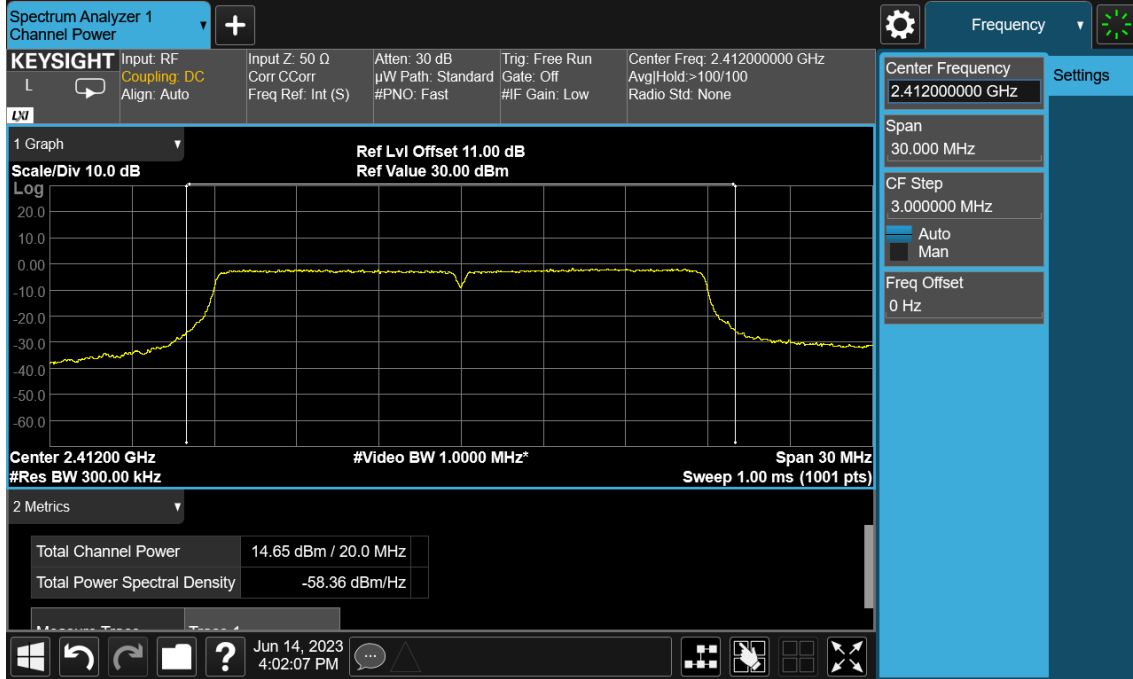 Spectrum Analyzer 1
Channel Power
+
Frequency
KEYSIGHT
L
LXI
Input: RF
Coupling: DC
Align: Auto
Input Z: 50 Ω
Corr CCorr
Freq Ref: Int (S)
Atten: 30 dB
µW Path: Standard
#PNO: Fast
Trig: Free Run
Gate: Off
#IF Gain: Low
Center Freq: 2.412000000 GHz
Avg|Hold:>100/100
Radio Std: None
Center Frequency
2.412000000 GHz
Settings
Span
30.000 MHz
CF Step
3.000000 MHz
Auto
Man
Freq Offset
0 Hz
1 Graph
Scale/Div 10.0 dB
Ref Lvl Offset 11.00 dB
Ref Value 30.00 dBm
Log
20.0
10.0
0.00
-10.0
-20.0
-30.0
-40.0
-50.0
-60.0
Center 2.41200 GHz
#Video BW 1.0000 MHz*
Span 30 MHz
#Res BW 300.00 kHz
Sweep 1.00 ms (1001 pts)
2 Metrics
Total Channel Power
14.65 dBm / 20.0 MHz
Total Power Spectral Density
-58.36 dBm/Hz
?
Jun 14, 2023
4:02:07 PM